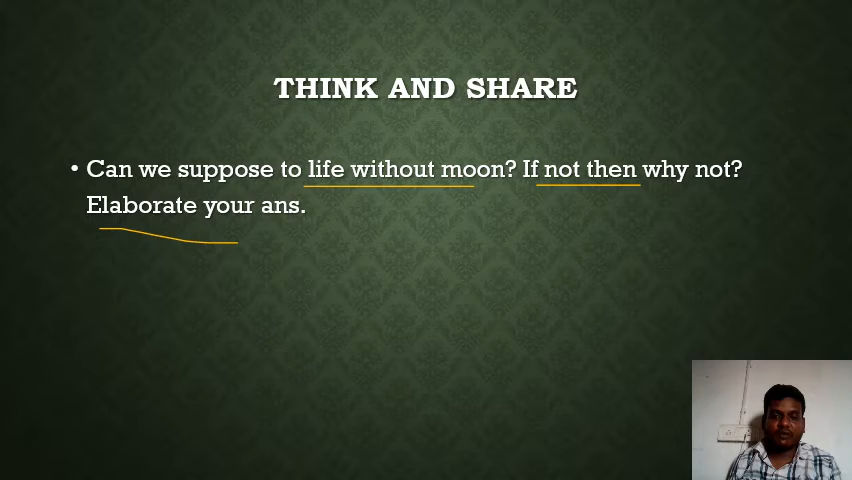 THINK AND SHARE
• Can we suppose to life without moon? If not then why not?
Elaborate your ans.